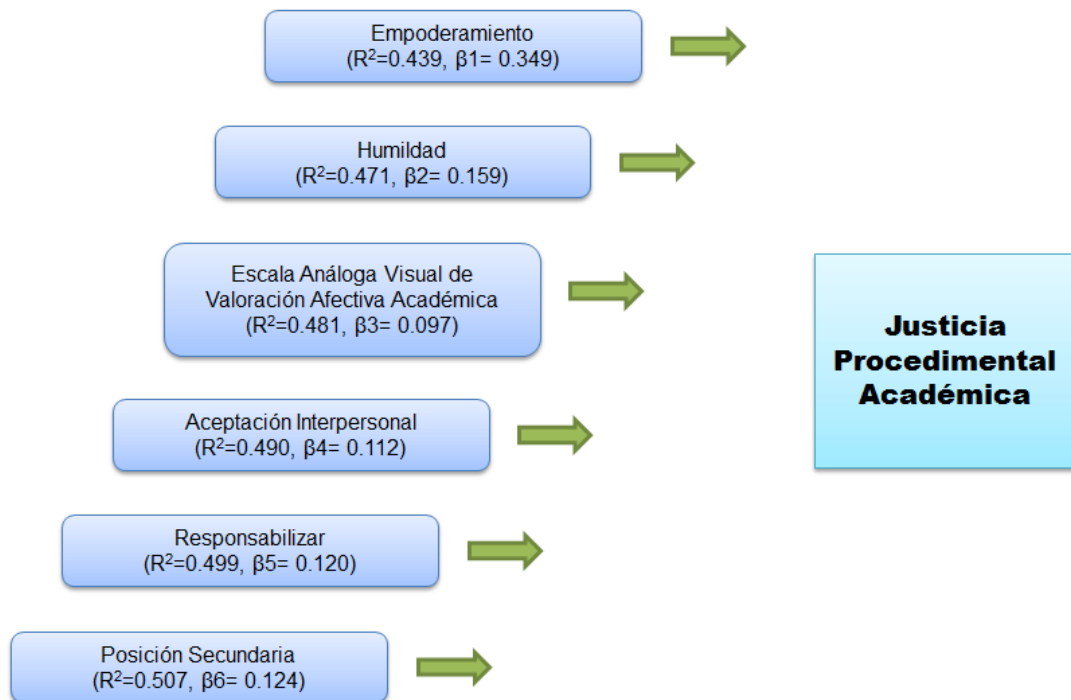 Empoderamiento
(R²=0.439, β1= 0.349)
Humildad
(R²=0.471, β2= 0.159)
Escala Análoga Visual de
Valoración Afectiva Académica
(R²=0.481, β3= 0.097)
Aceptación Interpersonal
(R²=0.490, β4= 0.112)
Responsabilizar
(R²=0.499, β5= 0.120)
Posición Secundaria
(R²=0.507, β6= 0.124)
Justicia
Procedimental
Académica